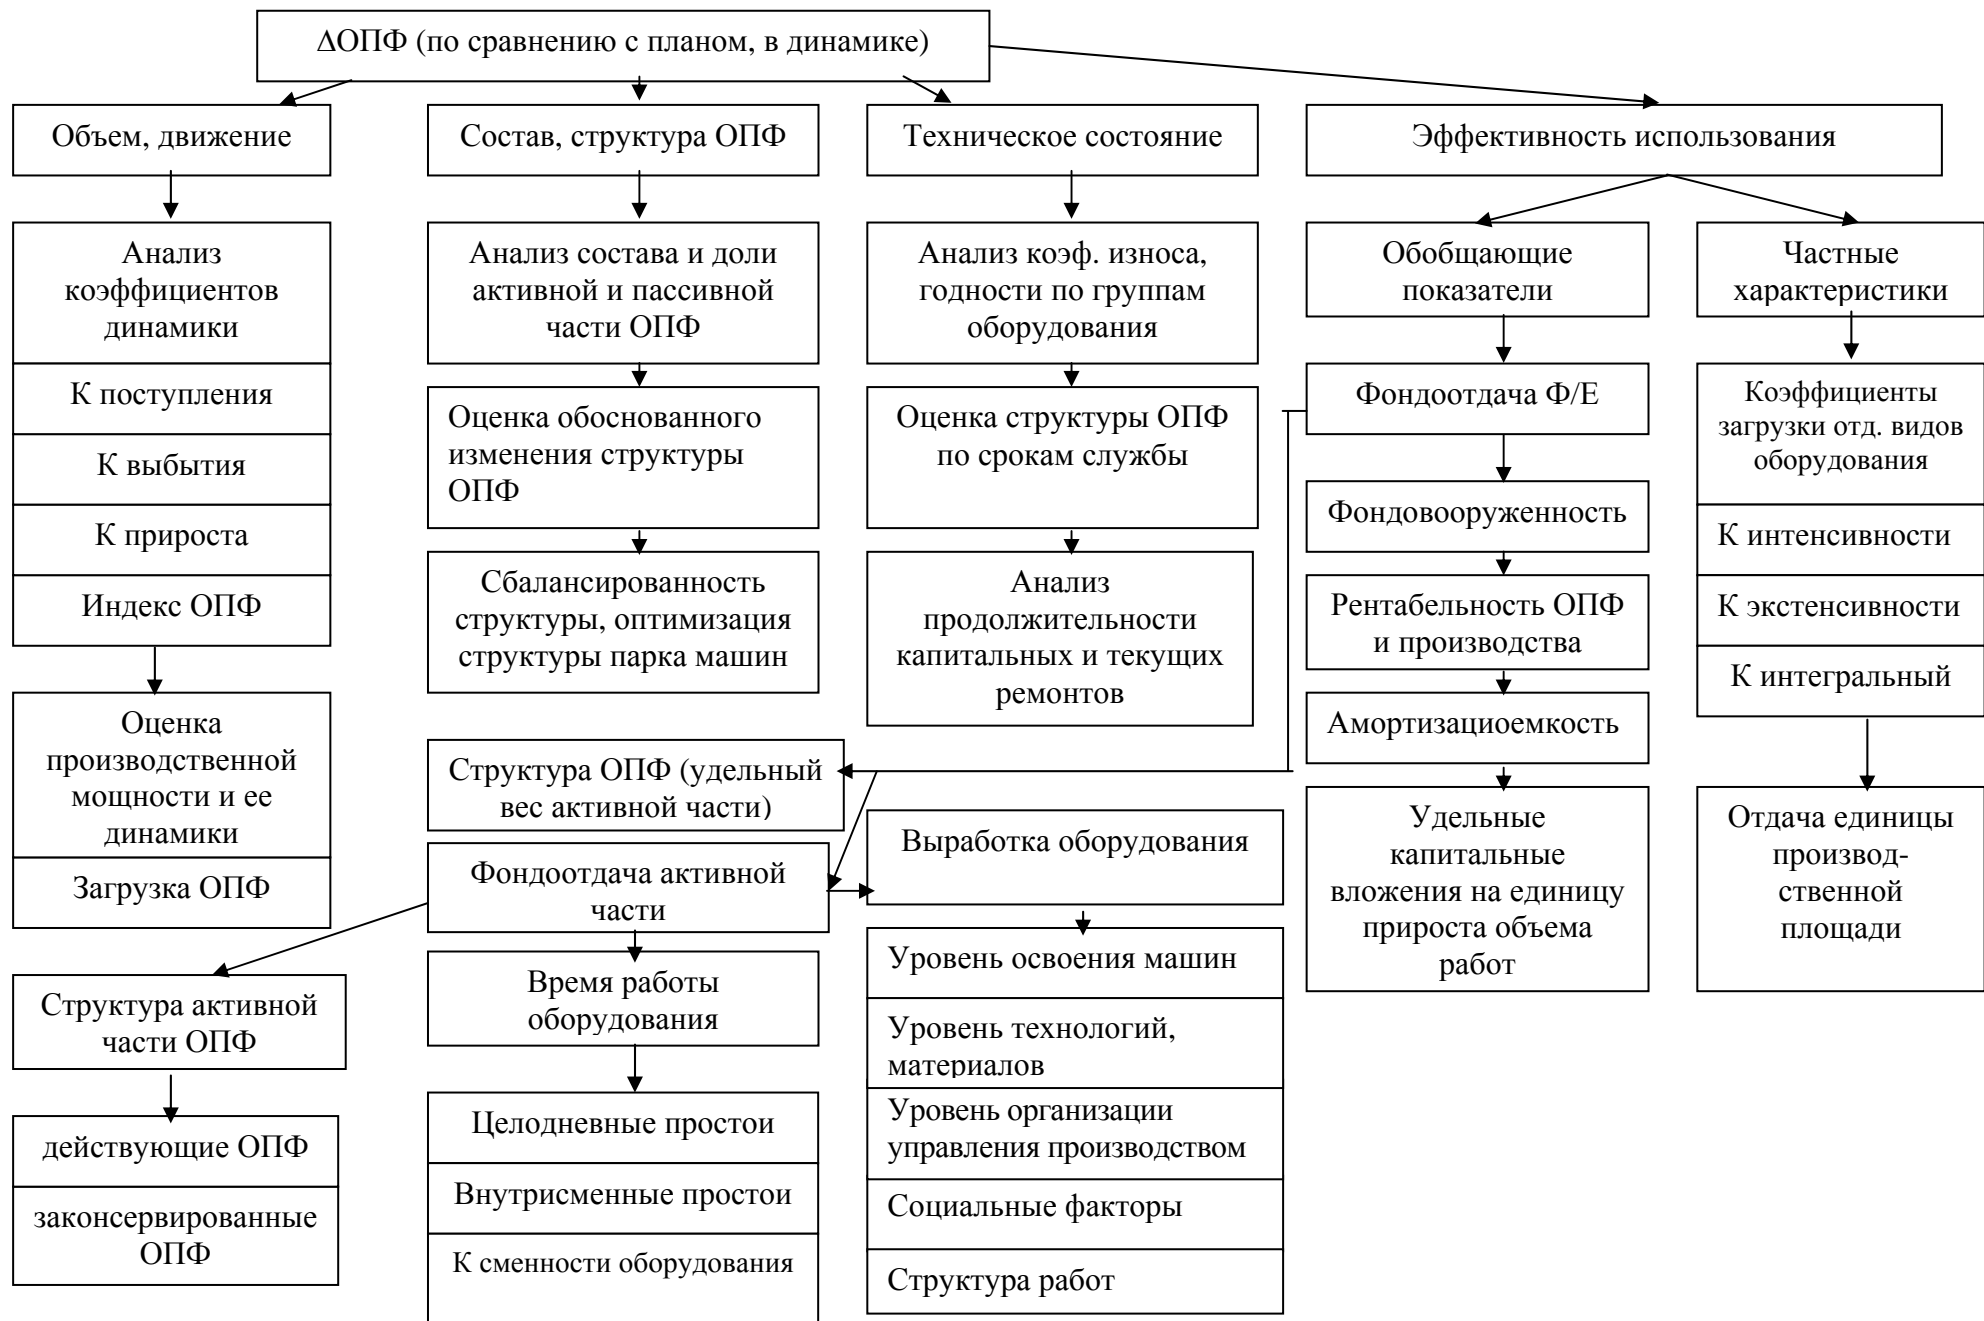 ΔОПФ (по сравнению с планом, в динамике)
Объем, движение
Состав, структура ОПФ
Техническое состояние
Эффективность использования
Анализ
коэффициентов
динамики
К поступления
К выбытия
К прироста
Индекс ОПФ
Оценка
производственной
мощности и ее
динамики
Загрузка ОПФ
Структура активной
части ОПФ
действующие ОПФ
законсервированные
ОПФ
Анализ состава и доли
активной и пассивной
части ОПФ
Оценка обоснованного
изменения структуры
ОПФ
Сбалансированность
структуры, оптимизация
структуры парка машин
Структура ОПФ (удельный
вес активной части)
Фондоотдача активной
части
Время работы
оборудования
Целодневные простои
Внутрисменные простои
К сменности оборудования
Анализ коэф. износа,
годности по группам
оборудования
Оценка структуры ОПФ
по срокам службы
Анализ
продолжительности
капитальных и текущих
ремонтов
Выработка оборудования
Уровень освоения машин
Уровень технологий,
материалов
Уровень организации
управления производством
Социальные факторы
Структура работ
Обобщающие
показатели
Фондоотдача Ф/Е
Фондовооруженность
Рентабельность ОПФ
и производства
Амортизациоемкость
Удельные
капитальные
вложения на единицу
прироста объема
работ
Частные
характеристики
Коэффициенты
загрузки отд. видов
оборудования
К интенсивности
К экстенсивности
К интегральный
Отдача единицы
производ-
ственной
площади